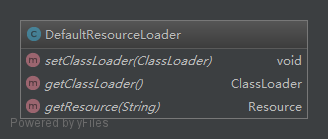 C DefaultResourceLoader
m setClassLoader(ClassLoader) void
m getClassLoader() ClassLoader
m getResource(String) Resource
Powered by yFiles